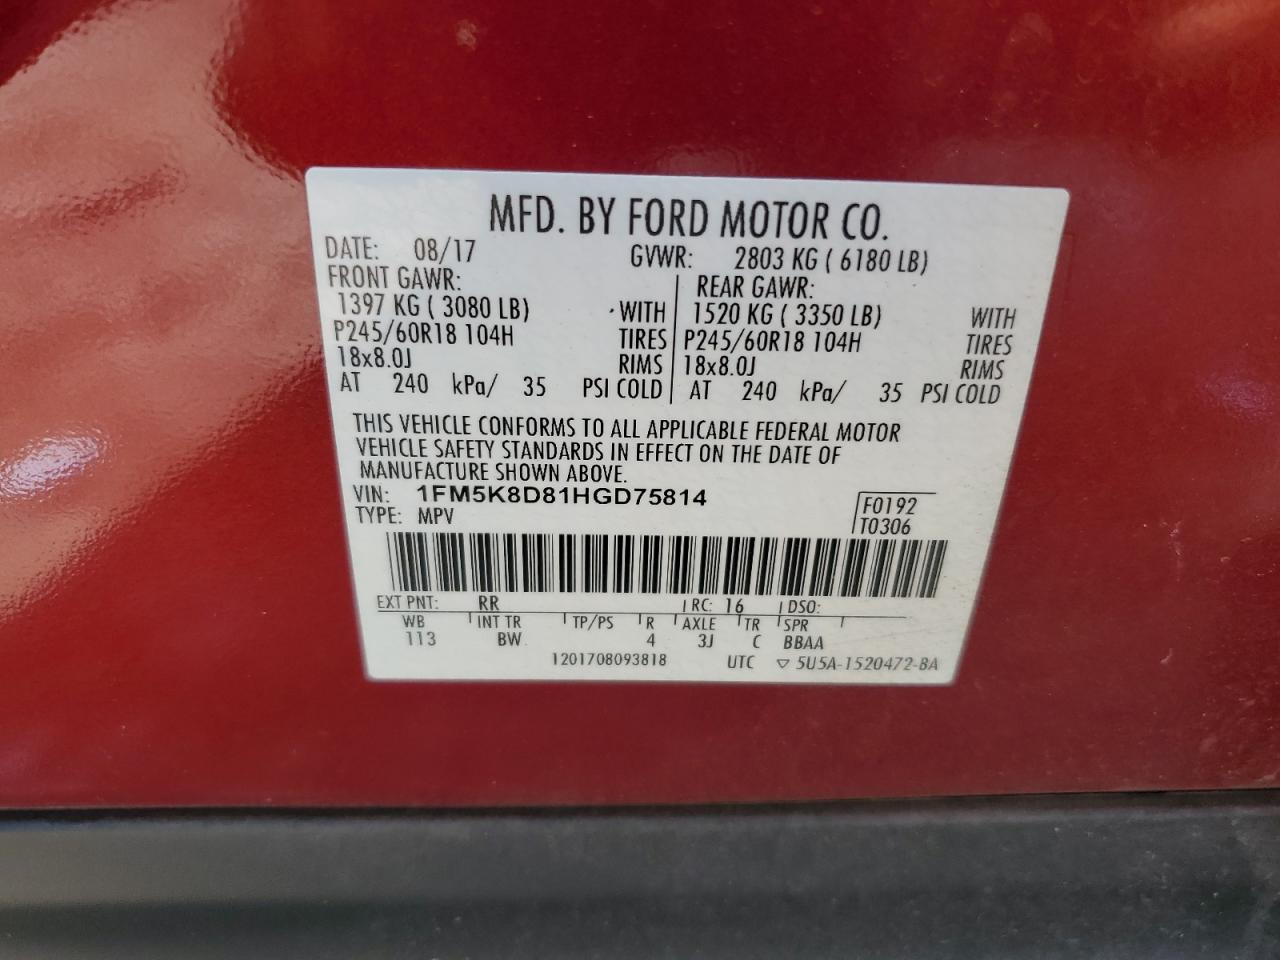 MFD. BY FORD MOTOR CO.
DATE: 08/17 GVWR: 2803 KG ( 6180 LB)
FRONT GAWR: REAR GAWR:
1397 KG ( 3080 LB) WITH 1520 KG ( 3350 LB) WITH
P245/60R18 104H TIRES P245/60R18 104H TIRES
18x8.0J RIMS 18x8.0J RIMS
AT 240 kPa/ 35 PSI COLD AT 240 kPa/ 35 PSI COLD
THIS VEHICLE CONFORMS TO ALL APPLICABLE FEDERAL MOTOR
VEHICLE SAFETY STANDARDS IN EFFECT ON THE DATE OF
MANUFACTURE SHOWN ABOVE.
VIN: 1FM5K8D81HGD75814 F0192
TYPE: MPV T0306
EXT PNT: RR RC: 16 DSO:
WB INT TR TP/PS R AXLE TR SPR
113 BW 4 3J C BBAA
1201708093818 UTC ▽ 5U5A-1520472-BA